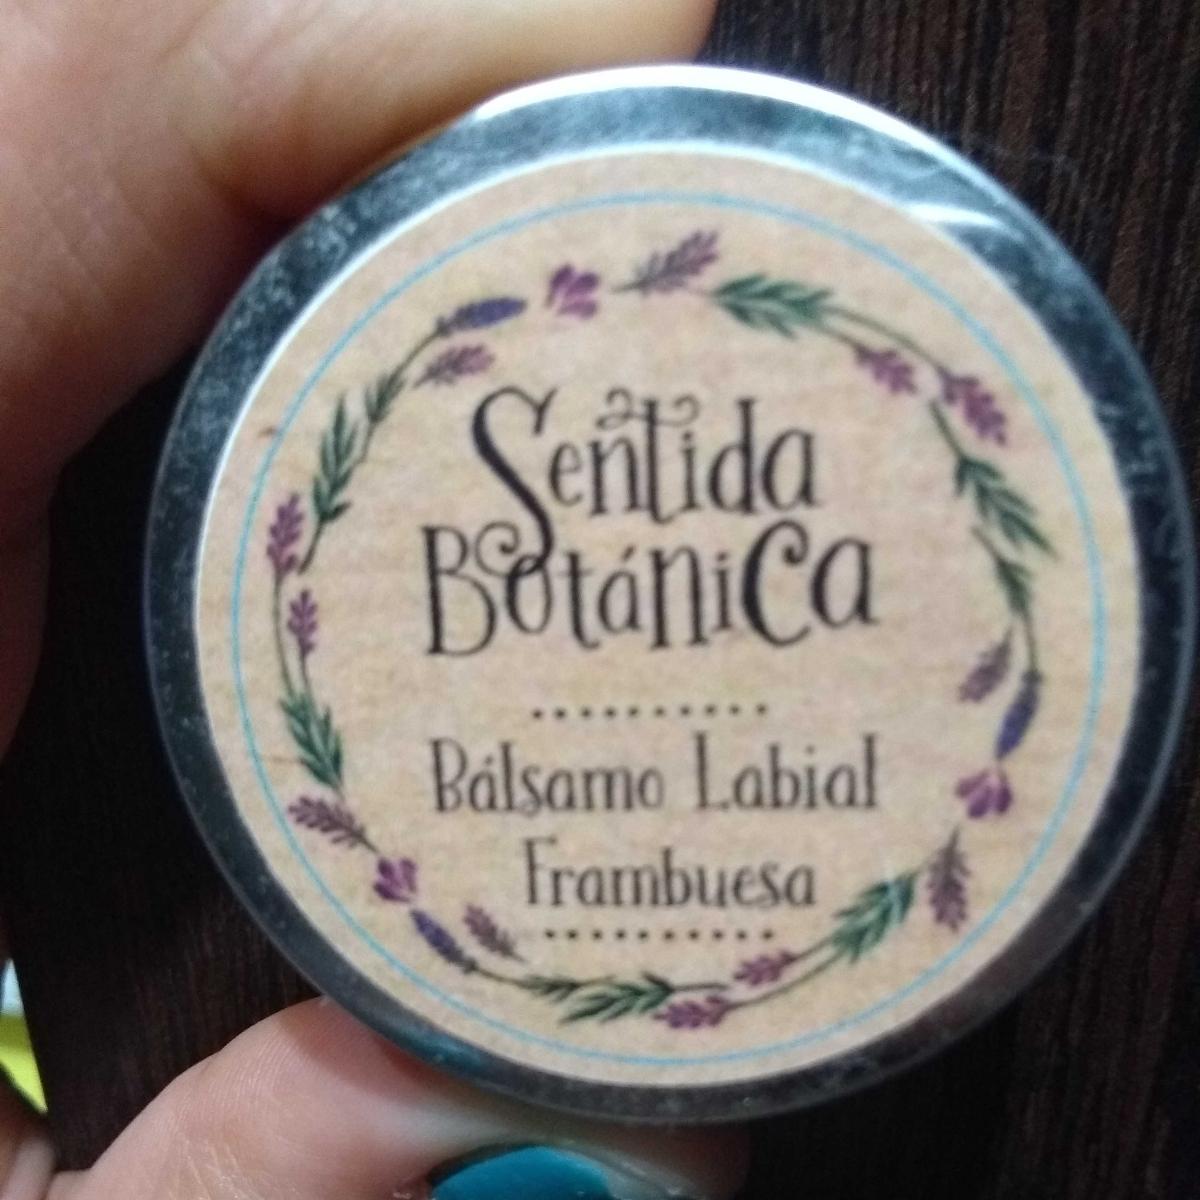 Sentida
Botánica
Bálsamo Labial
Frambuesa